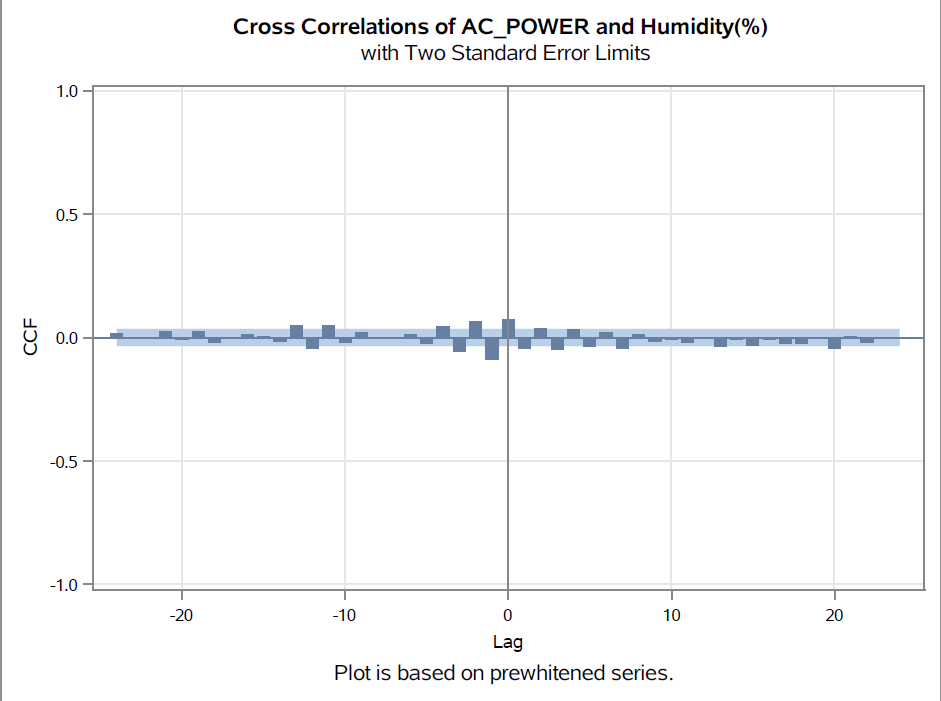 Cross Correlations of AC_POWER and Humidity(%)
with Two Standard Error Limits
1.0
0.5
0.0
-0.5
-1.0
CCF
-20 -10 0 10 20
Lag
Plot is based on prewhitened series.